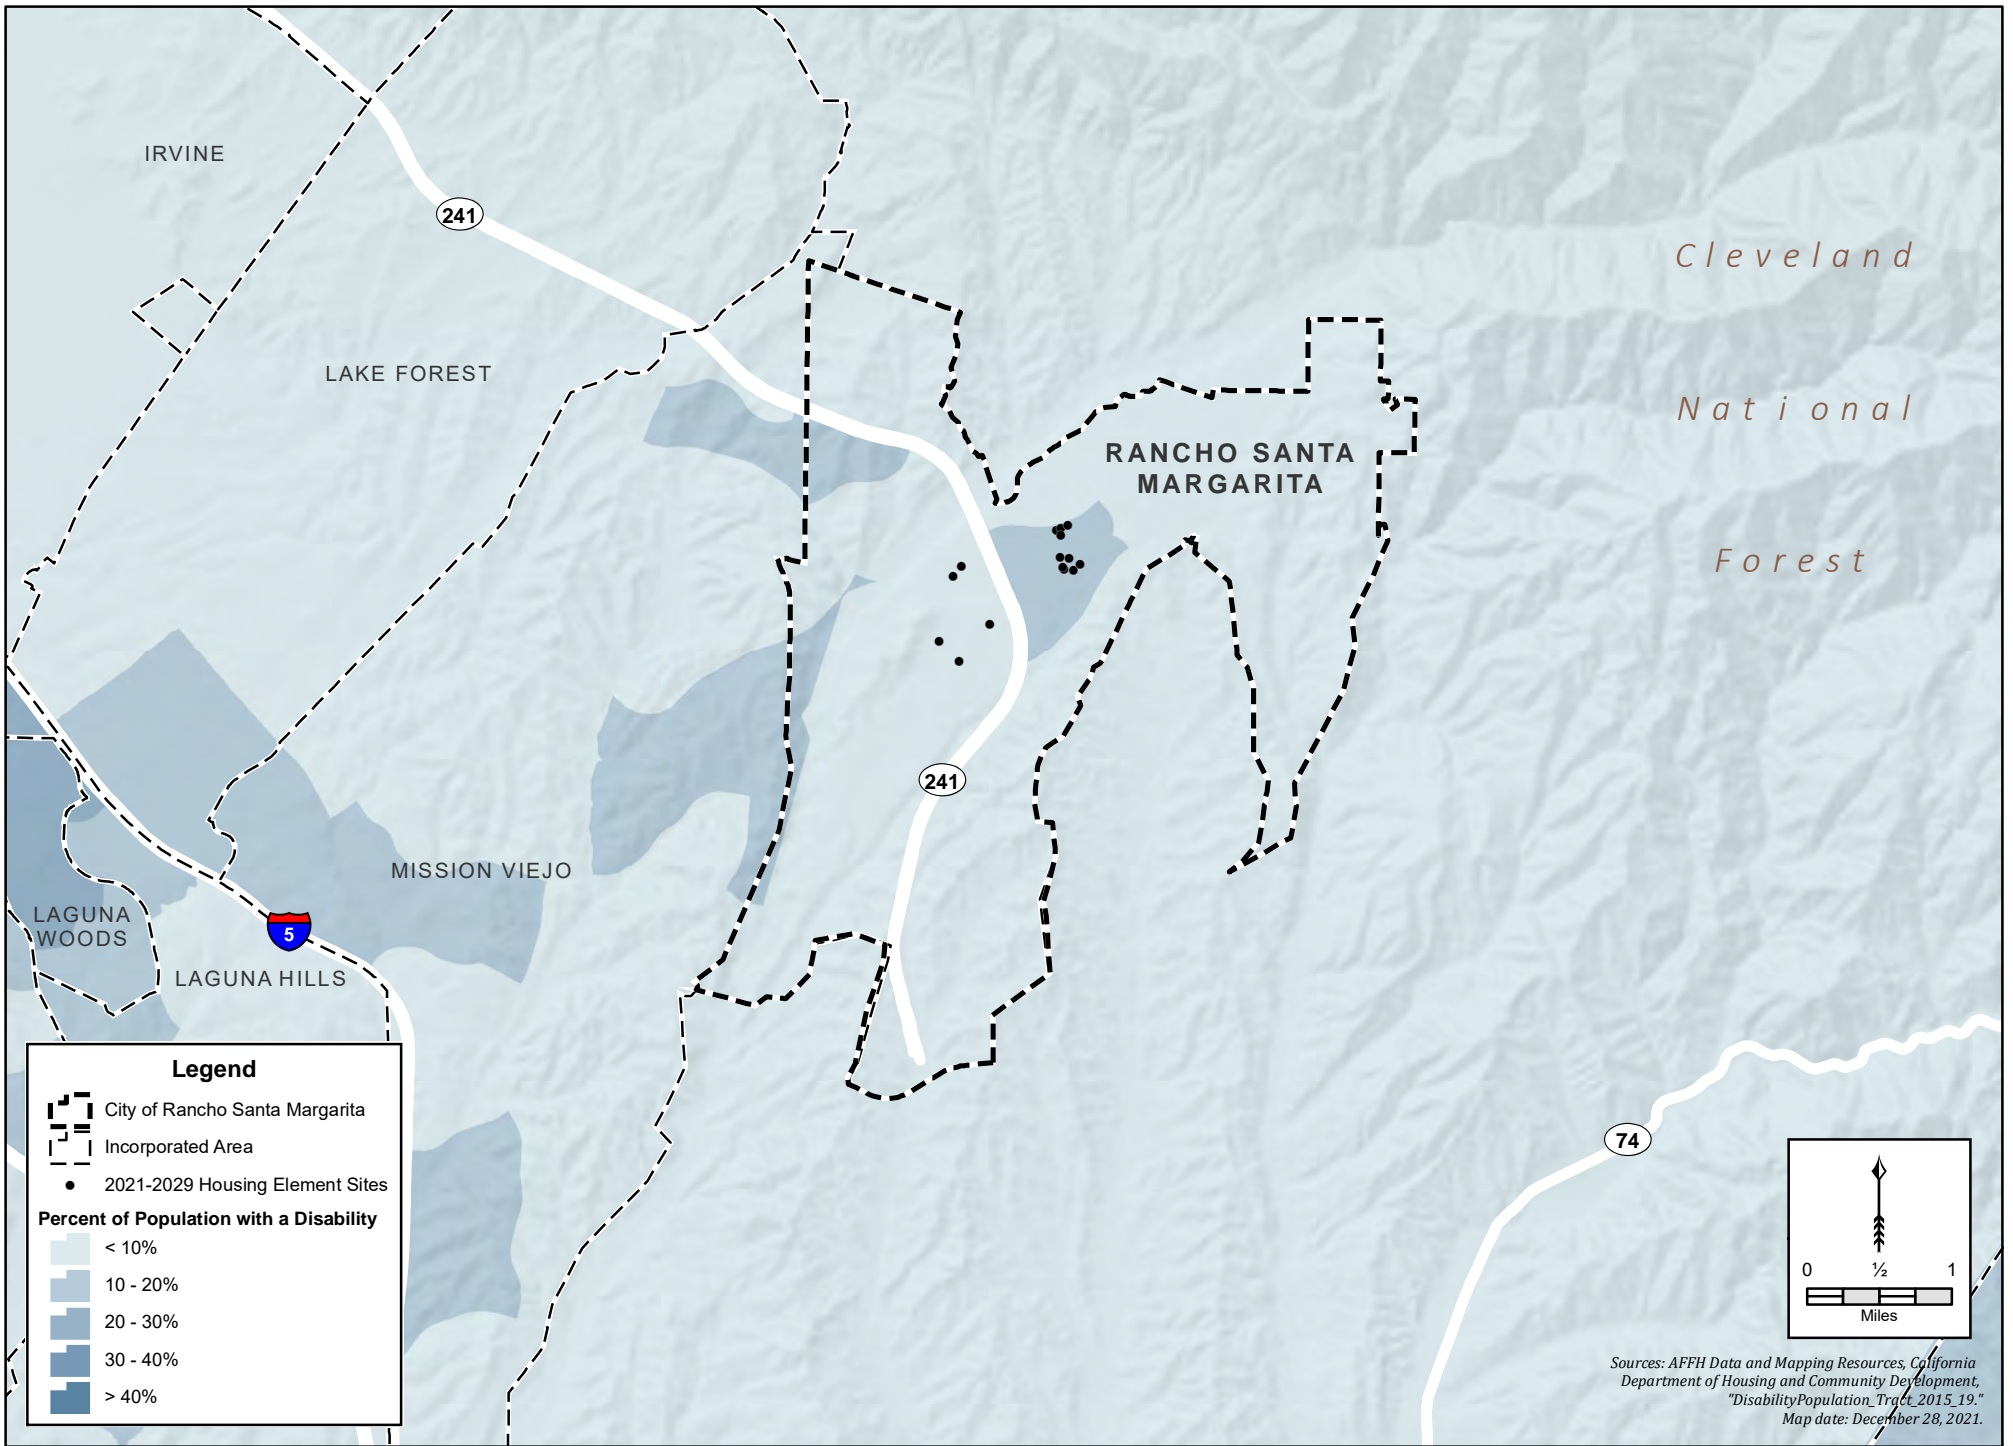 IRVINE
241
Cleveland
LAKE FOREST
National
RANCHO SANTA
MARGARITA
Forest
241
MISSION VIEJO
LAGUNA
WOODS
5
LAGUNA HILLS
Legend
City of Rancho Santa Margarita
Incorporated Area
2021-2029 Housing Element Sites
Percent of Population with a Disability
< 10%
10 - 20%
20 - 30%
30 - 40%
> 40%
74
0 ½ 1
Miles
Sources: AFFH Data and Mapping Resources, California
Department of Housing and Community Development,
"DisabilityPopulation_Tract_2015_19."
Map date: December 28, 2021.